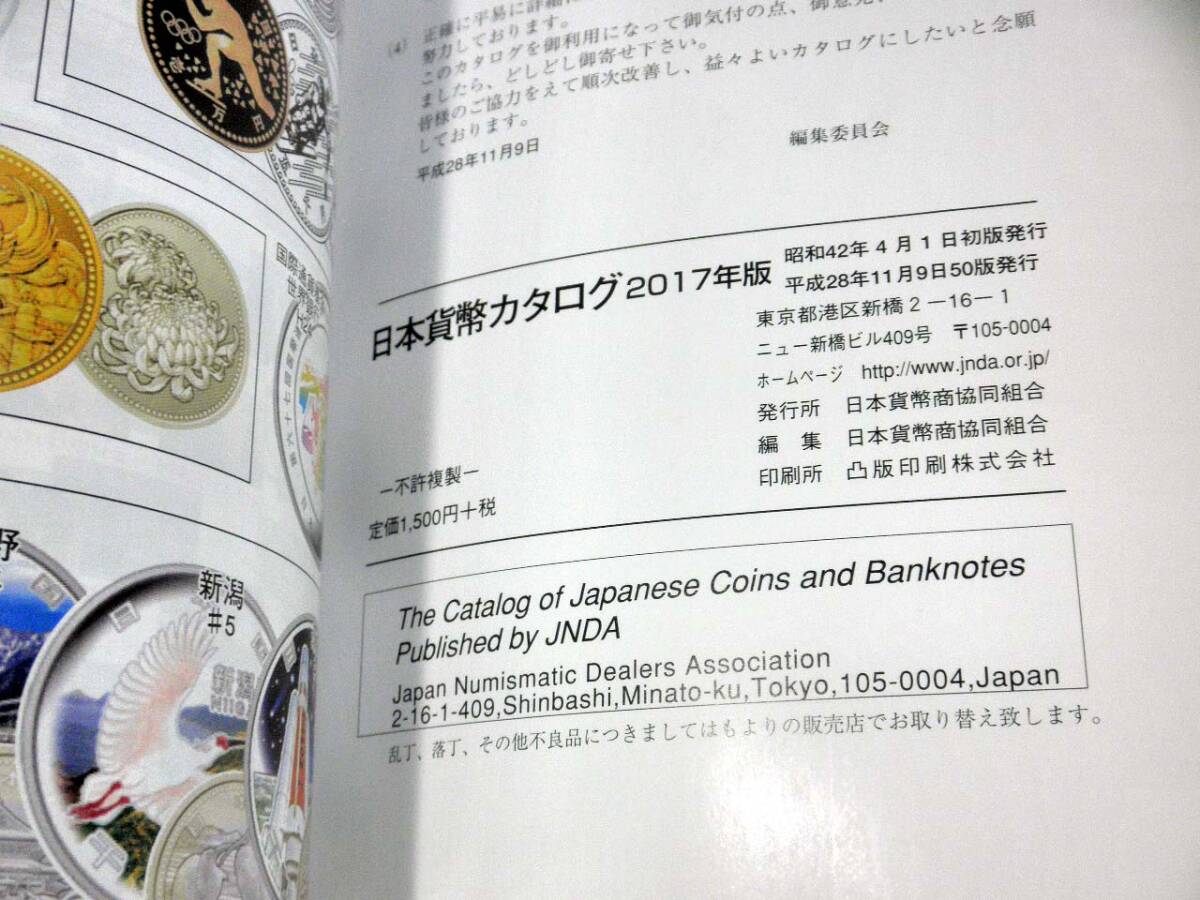 (4) 正確に平易に詳細に
努力しております。
このカタログを御利用になって御気付の点、御意見、
ましたら、どしどし御寄せ下さい。
皆様のご協力をえて順次改善し、益々よいカタログにしたいと念願
しております。
平成28年11月9日
編集委員会
日本貨幣カタログ2017年版
昭和42年4月1日初版発行
平成28年11月9日50版発行
東京都港区新橋2-16-1
ニュー新橋ビル409号 〒105-0004
ホームページ http://www.jnda.or.jp/
発行所 日本貨幣商協同組合
編 集 日本貨幣商協同組合
印刷所 凸版印刷株式会社
—不許複製—
定価1,500円+税
The Catalog of Japanese Coins and Banknotes
Published by JNDA
Japan Numismatic Dealers Association
2-16-1-409,Shinbashi,Minato-ku,Tokyo,105-0004,Japan
乱丁、落丁、その他不良品につきましてはもよりの販売店でお取り替え致します。
壱万円
野
新潟
#5
新潟